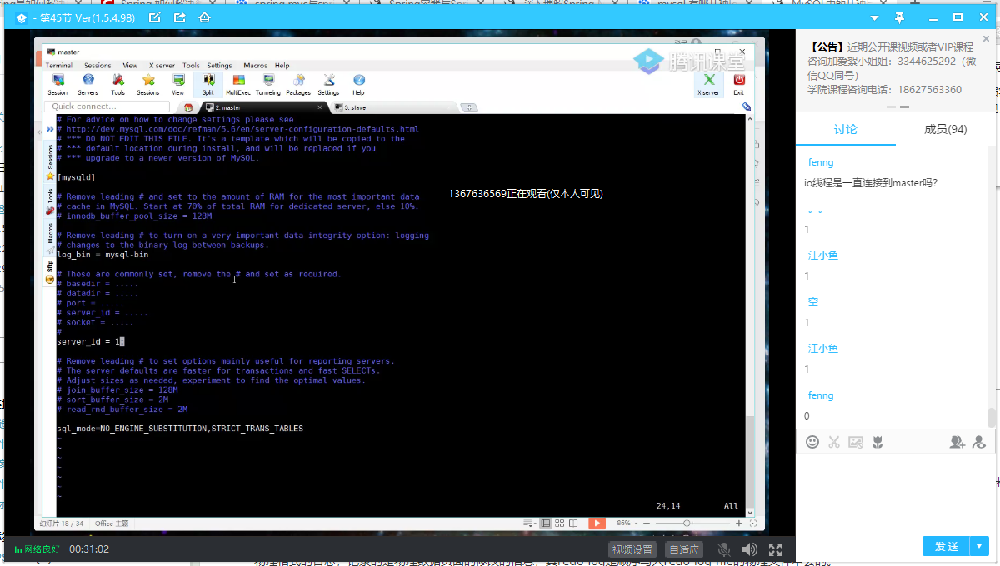 - 第45节 Ver(1.5.4.98)
master
Terminal Sessions View X server Tools Settings Macros Help
腾讯课堂
Session Servers Tools Sessions View Split MultiExec Tunneling Packages Settings Help X server Exit
Quick connect...
2. master
3. slave
Sessions
Tools
Macros
Sftp
# For advice on how to change settings please see
# http://dev.mysql.com/doc/refman/5.6/en/server-configuration-defaults.html
# *** DO NOT EDIT THIS FILE. It's a template which will be copied to the
# *** default location during install, and will be replaced if you
# *** upgrade to a newer version of MySQL.
[mysqld]
# Remove leading # and set to the amount of RAM for the most important data
# cache in MySQL. Start at 70% of total RAM for dedicated server, else 10%.
# innodb_buffer_pool_size = 128M
# Remove leading # to turn on a very important data integrity option: logging
# changes to the binary log between backups.
log_bin = mysql-bin
# These are commonly set, remove the # and set as required.
# basedir = .....
# datadir = .....
# port = .....
# server_id = .....
# socket = .....
#
server_id = 1;
# Remove leading # to set options mainly useful for reporting servers.
# The server defaults are faster for transactions and fast SELECTs.
# Adjust sizes as needed, experiment to find the optimal values.
# join_buffer_size = 128M
# sort_buffer_size = 2M
# read_rnd_buffer_size = 2M
sql_mode=NO_ENGINE_SUBSTITUTION,STRICT_TRANS_TABLES
~
~
~
~
~
~
~
24,14 All
1367636569正在观看(仅本人可见)
幻灯片 18 / 34 Office 主题
86%
网络良好 00:31:02
视频设置 自适应
【公告】近期公开课视频或者VIP课程
咨询加爱絮小姐姐：3344625292（微
信QQ同号）
学院课程咨询电话：18627563360
讨论 成员(94)
fenng
io线程是一直连接到master吗?
。。
1
江小鱼
1
空
1
江小鱼
1
fenng
0
发送